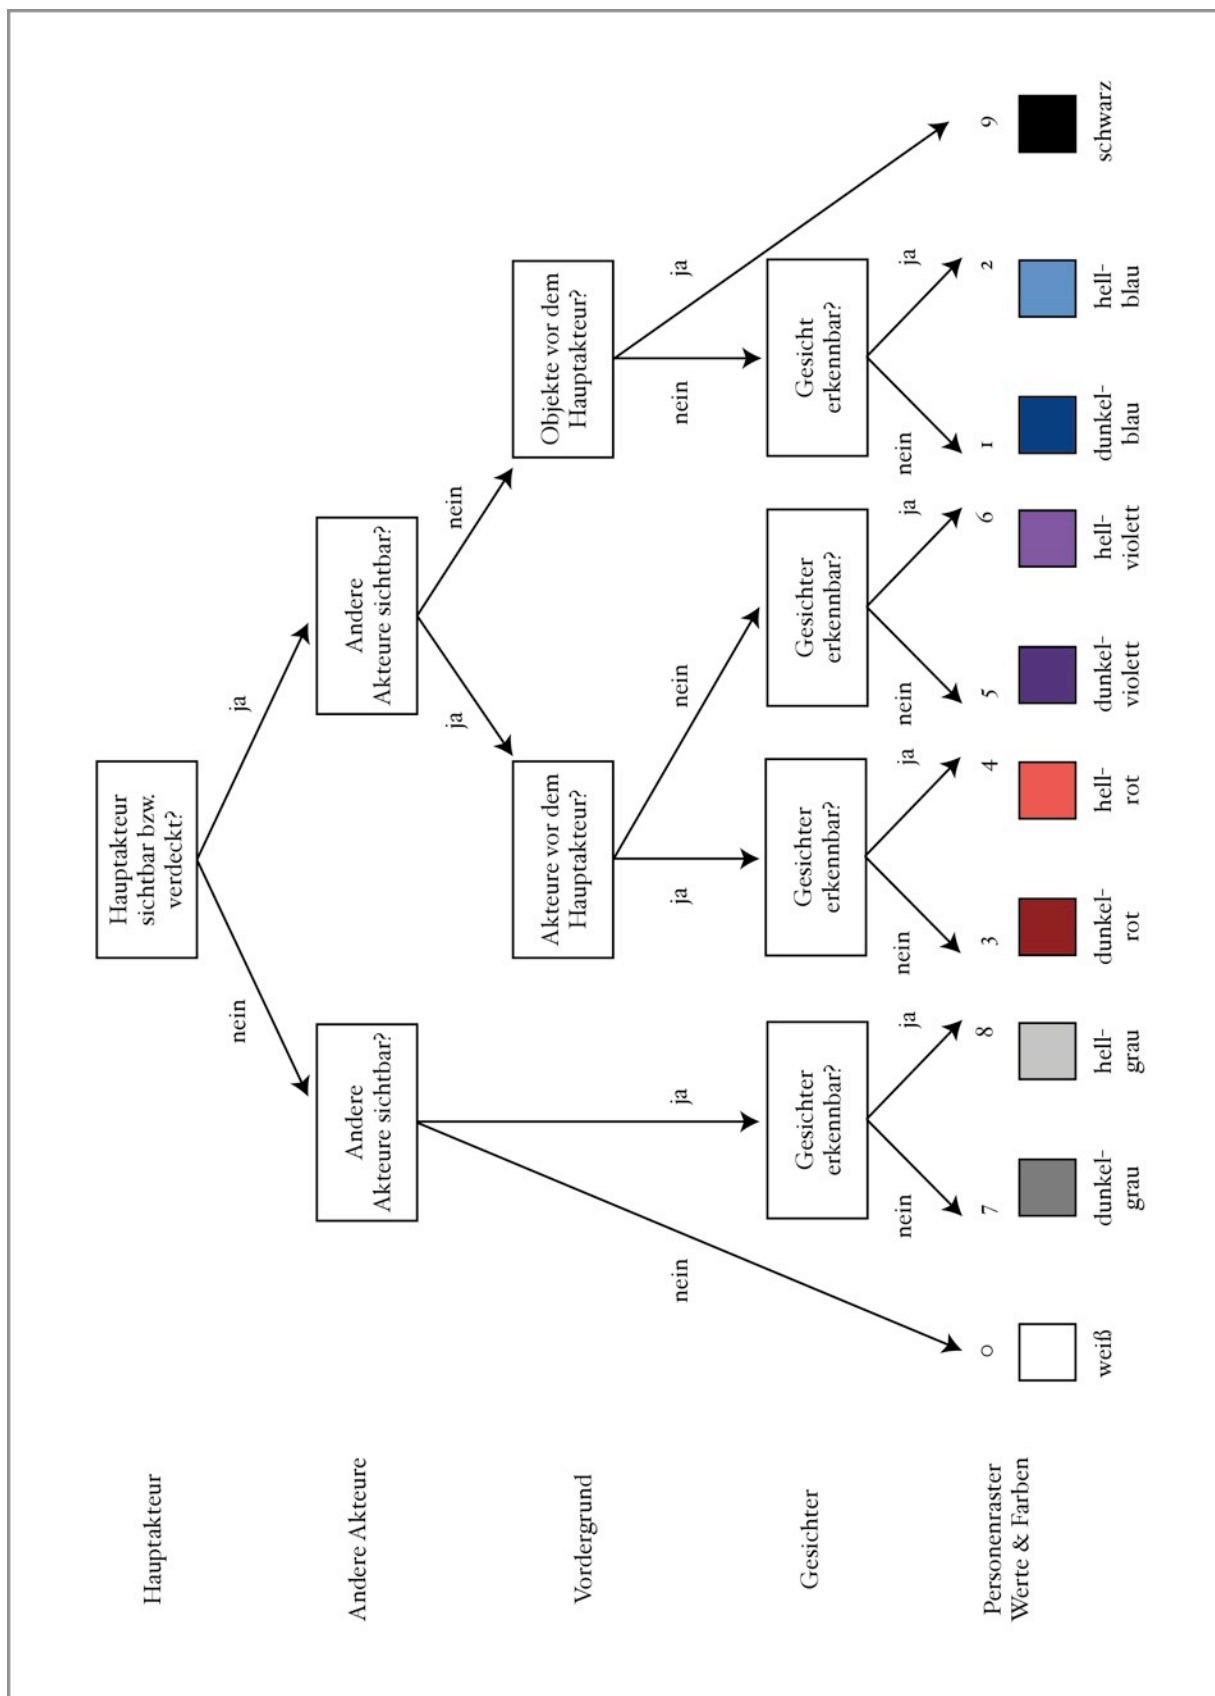 Hauptakteur
Hauptakteur
sichtbar bzw.
verdeckt?
nein
ja
Andere Akteure
Andere
Akteure sichtbar?
Andere
Akteure sichtbar?
nein
ja
ja
nein
Vordergrund
Akteure vor dem
Hauptakteur?
Objekte vor dem
Hauptakteur?
ja
nein
nein
ja
Gesichter
Gesichter
erkennbar?
Gesichter
erkennbar?
Gesichter
erkennbar?
Gesicht
erkennbar?
nein
ja
nein
ja
nein
ja
nein
ja
Personenraster
Werte & Farben
0
7
8
3
4
5
6
1
2
9
weiß
dunkel-
grau
hell-
grau
dunkel-
rot
hell-
rot
dunkel-
violett
hell-
violett
dunkel-
blau
hell-
blau
schwarz